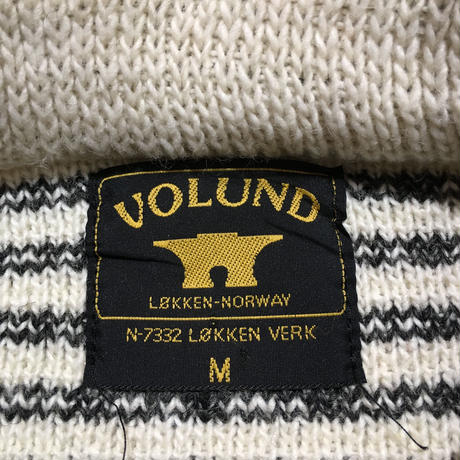 VOLUND
LØKKEN-NORWAY
N-7332 LØKKEN VERK
M